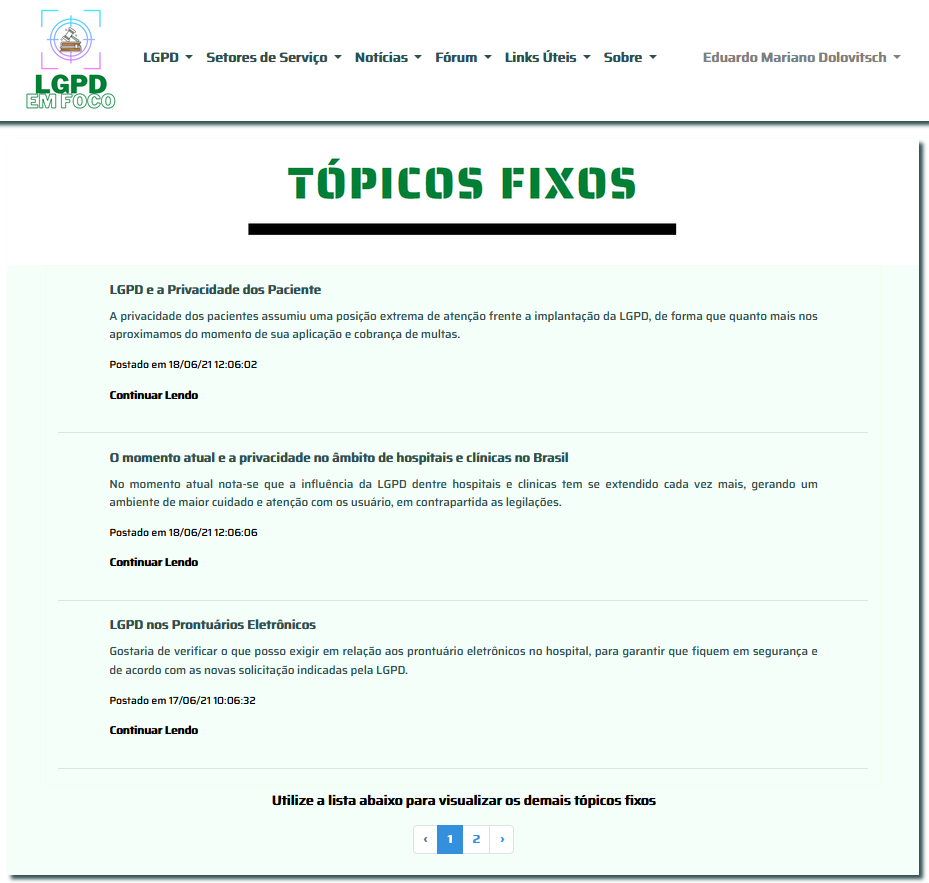 LGPD
EM FOCO
LGPD Setores de Serviço Notícias Fórum Links Úteis Sobre Eduardo Mariano Dolovitsch
TÓPICOS FIXOS
LGPD e a Privacidade dos Paciente
A privacidade dos pacientes assumiu uma posição extrema de atenção frente a implantação da LGPD, de forma que quanto mais nos
aproximamos do momento de sua aplicação e cobrança de multas.
Postado em 18/06/21 12:06:02
Continuar Lendo
O momento atual e a privacidade no âmbito de hospitais e clínicas no Brasil
No momento atual nota-se que a influência da LGPD dentre hospitais e clinicas tem se extendido cada vez mais, gerando um
ambiente de maior cuidado e atenção com os usuário, em contrapartida as legilações.
Postado em 18/06/21 12:06:06
Continuar Lendo
LGPD nos Prontuários Eletrônicos
Gostaria de verificar o que posso exigir em relação aos prontuário eletrônicos no hospital, para garantir que fiquem em segurança e
de acordo com as novas solicitação indicadas pela LGPD.
Postado em 17/06/21 10:06:32
Continuar Lendo
Utilize a lista abaixo para visualizar os demais tópicos fixos
‹ 1 2 ›